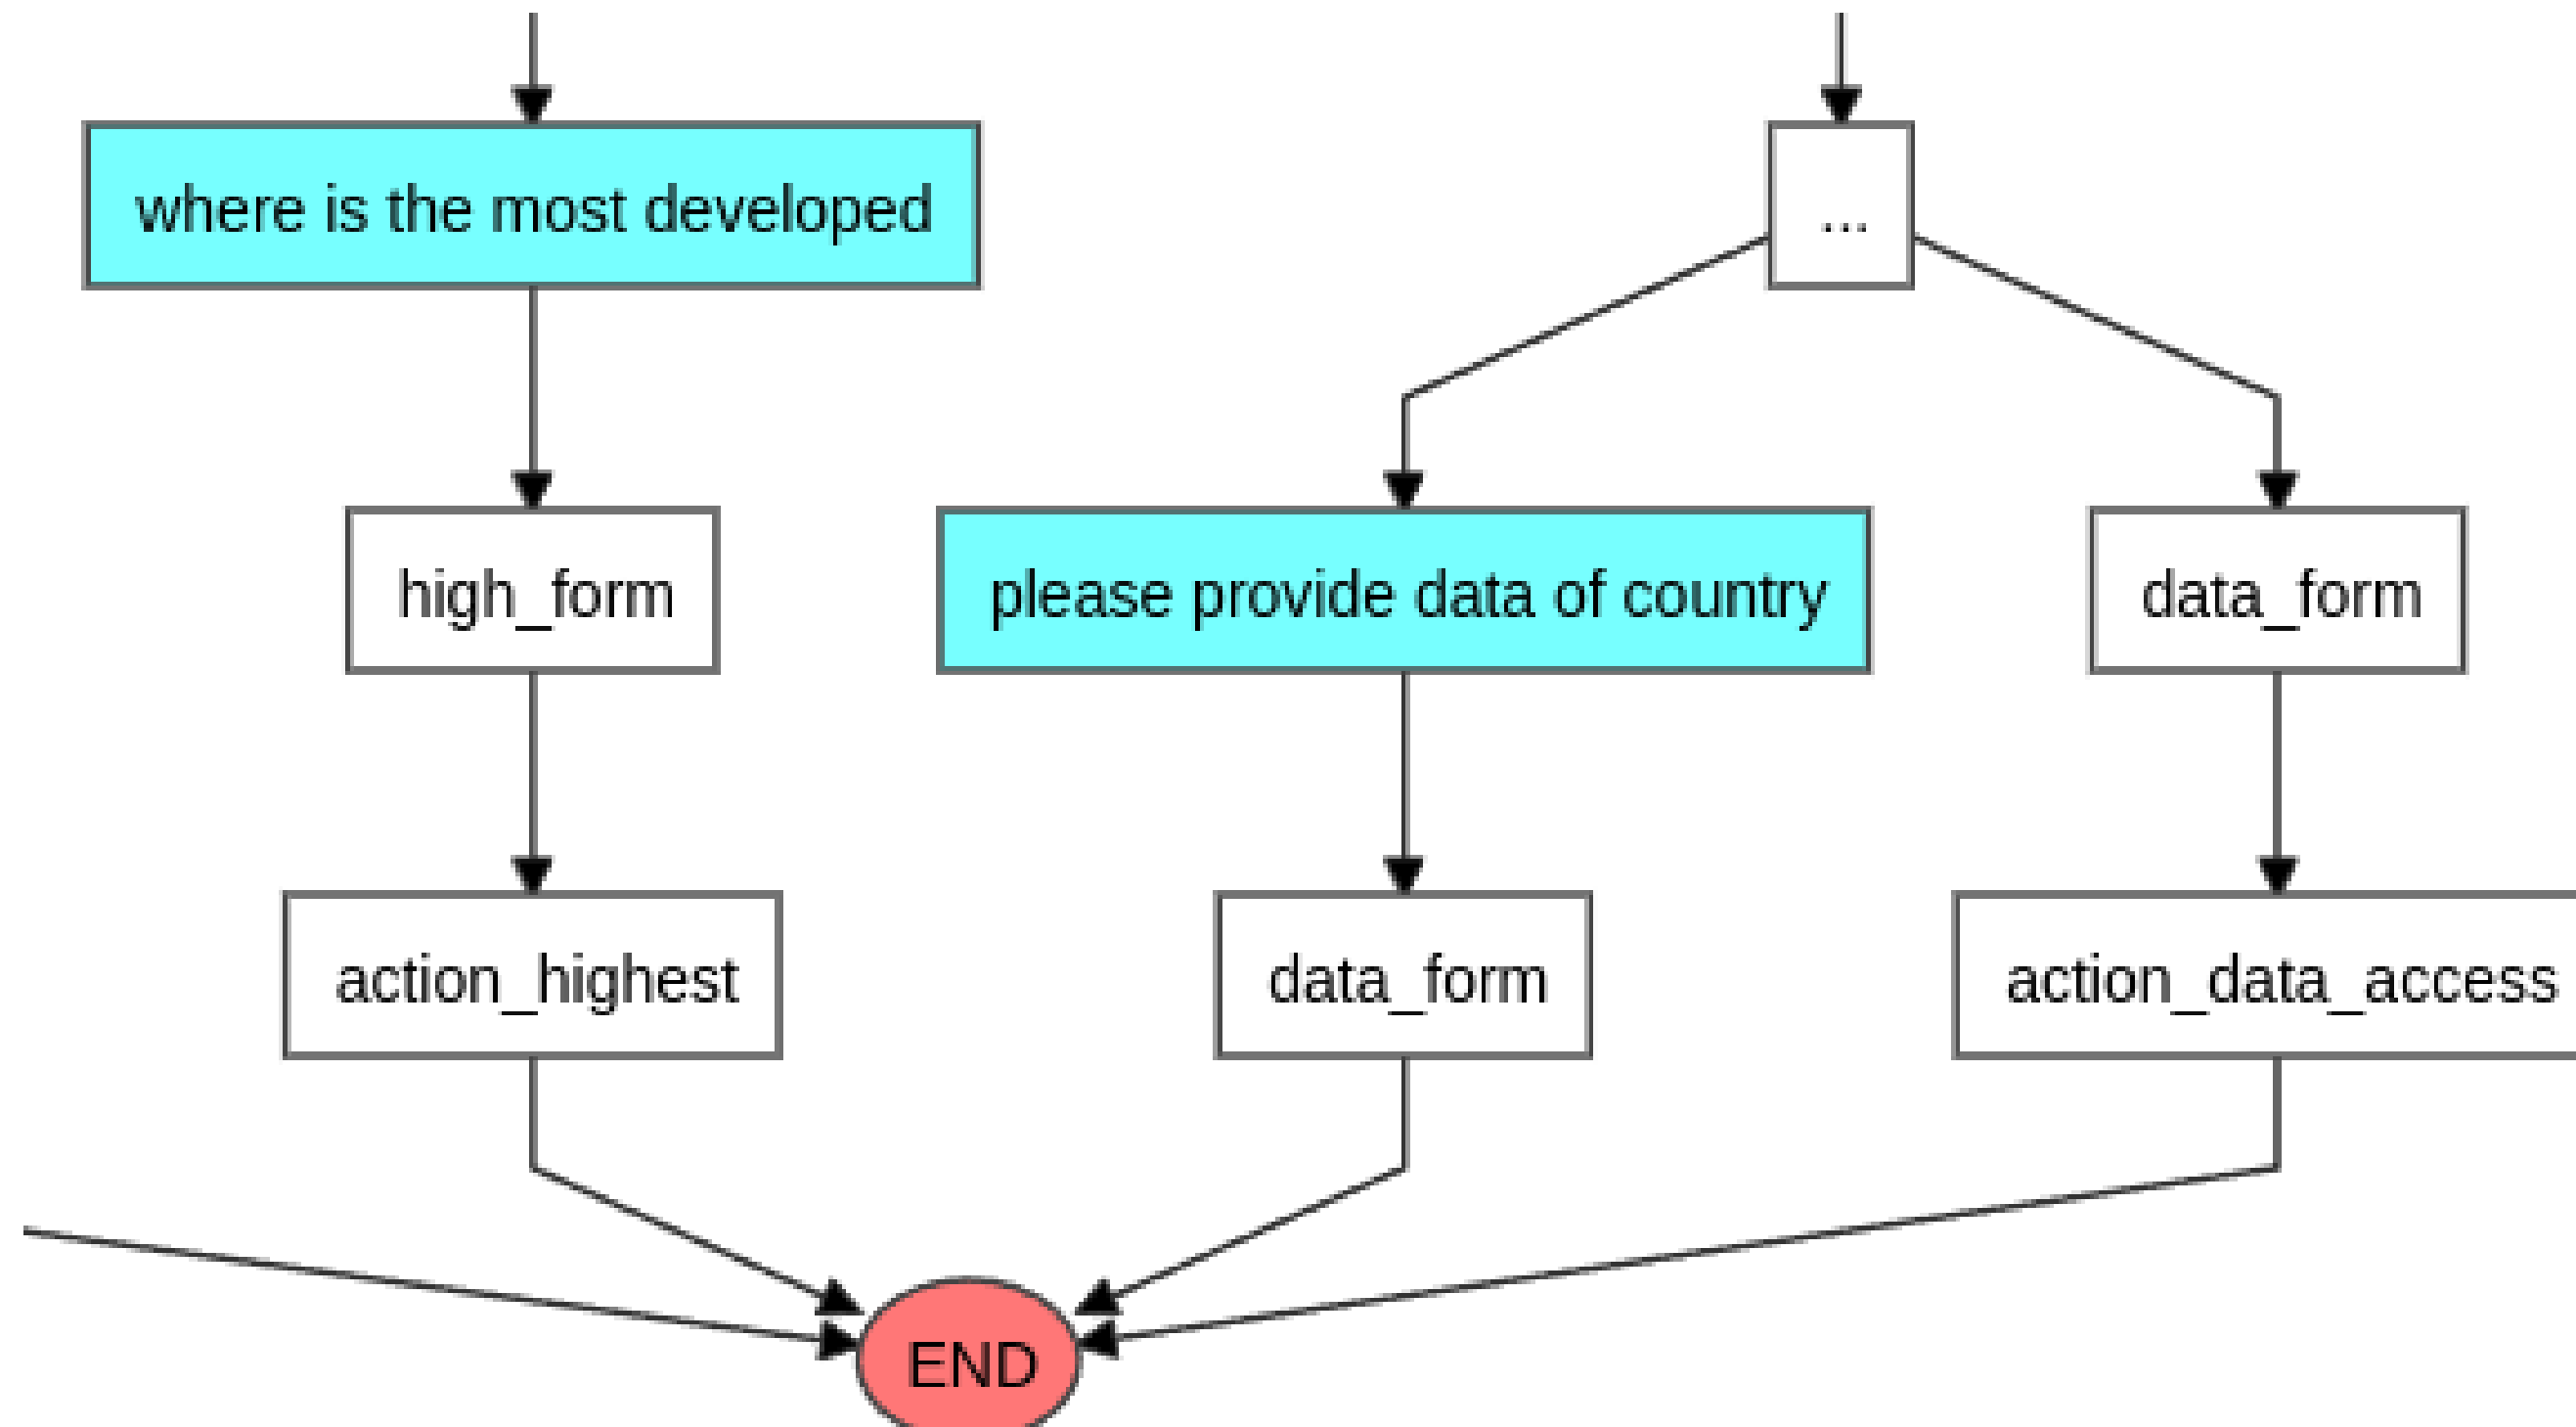 where is the most developed
...
high_form
please provide data of country
data_form
action_highest
data_form
action_data_access
END